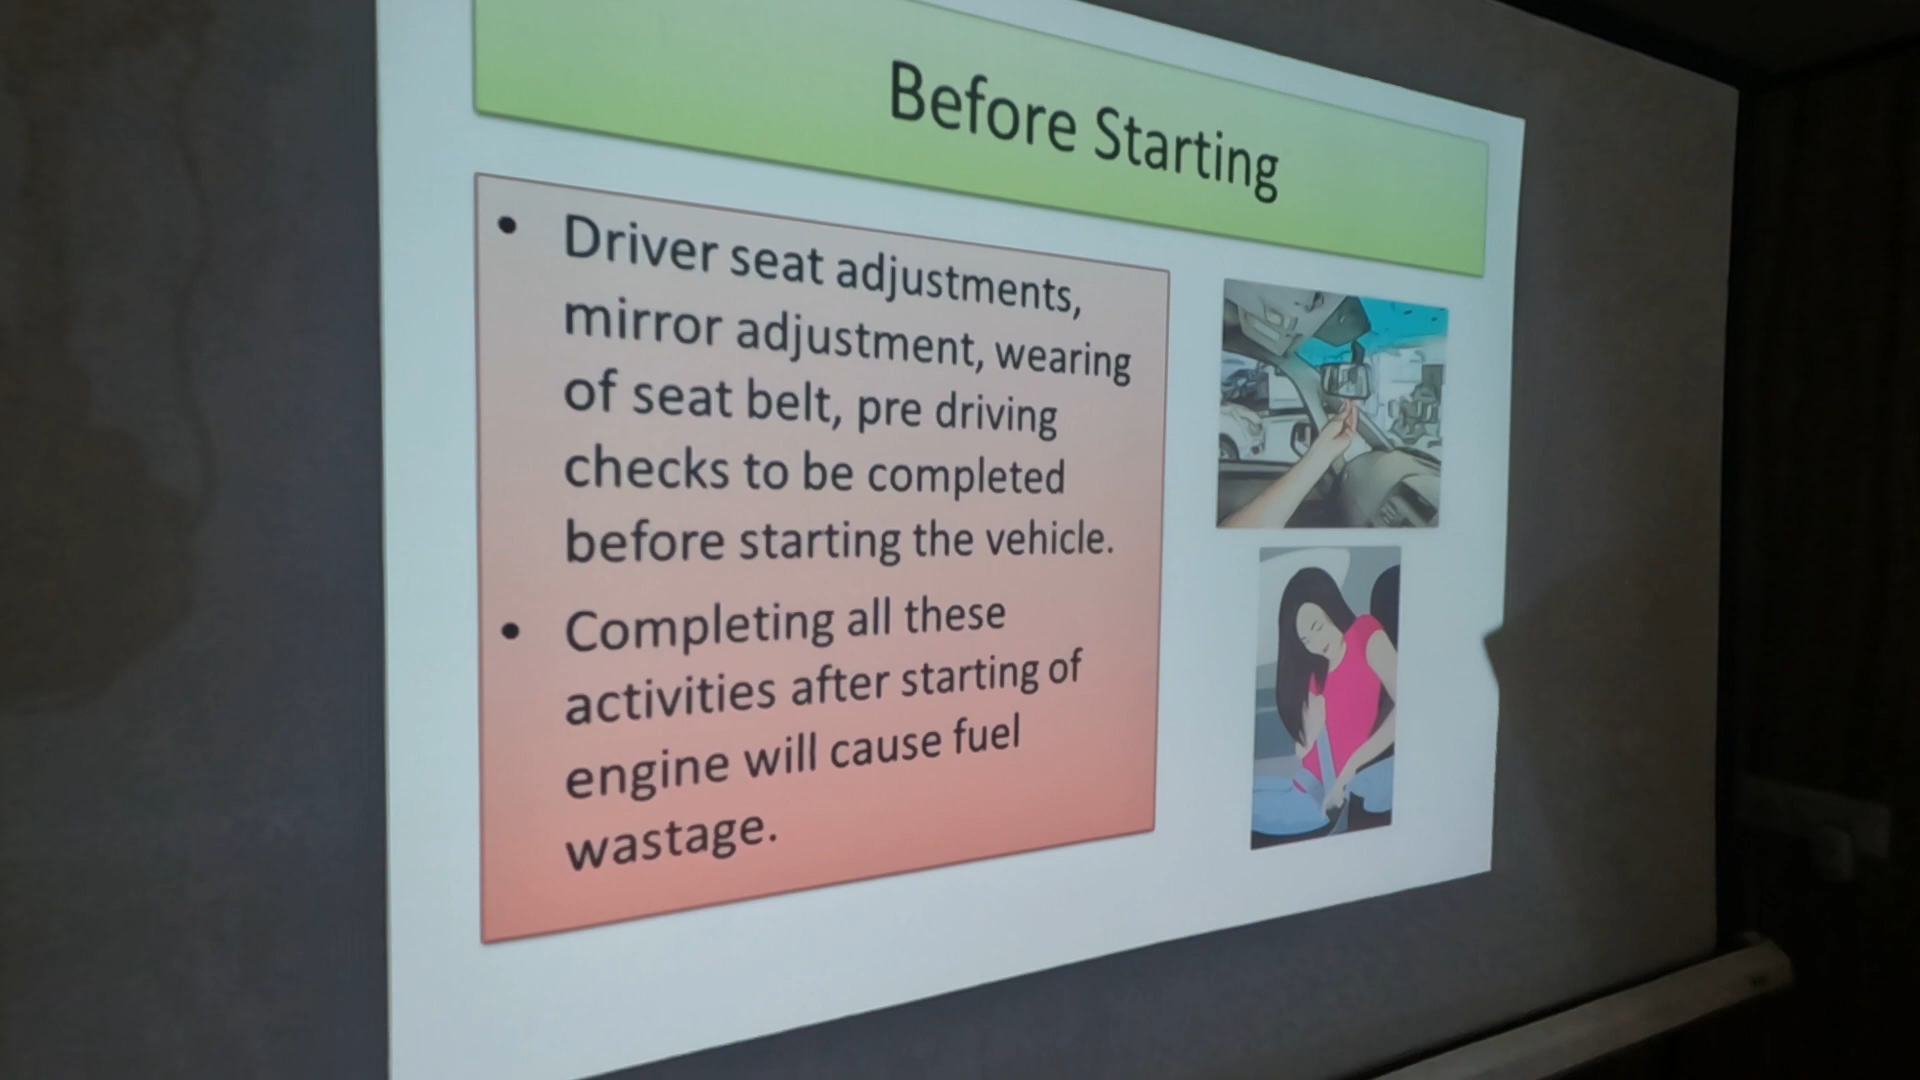 Before Starting
• Driver seat adjustments,
mirror adjustment, wearing
of seat belt, pre driving
checks to be completed
before starting the vehicle.
• Completing all these
activities after starting of
engine will cause fuel
wastage.